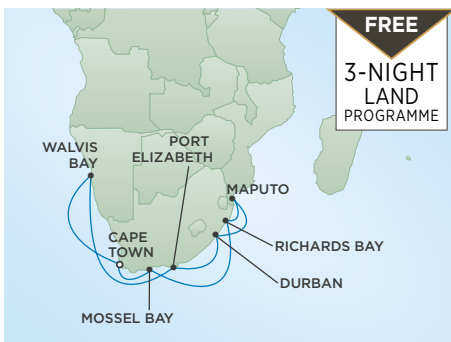 FREE
3-NIGHT
LAND
PROGRAMME
WALVIS
BAY
PORT
ELIZABETH
MAPUTO
CAPE
TOWN
RICHARDS BAY
DURBAN
MOSSEL BAY